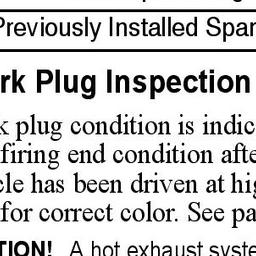 Previously Installed Spar
rk Plug Inspection
k plug condition is indic
firing end condition afte
cle has been driven at hig
for correct color. See pa
TION! A hot exhaust syste